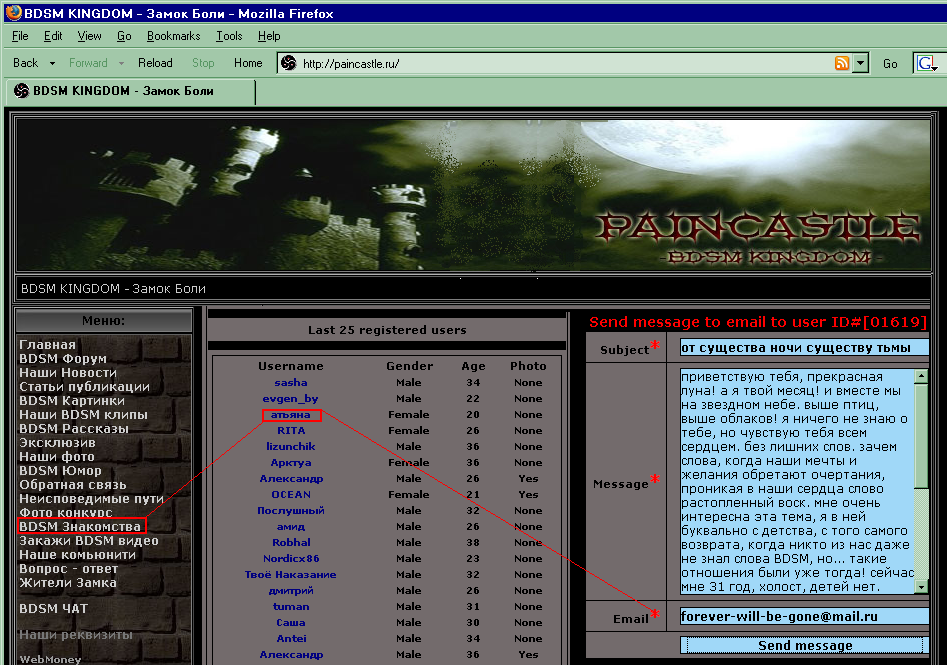 BDSM KINGDOM - Замок Боли - Mozilla Firefox
File Edit View Go Bookmarks Tools Help
Back Forward Reload Stop Home http://paincastle.ru/ Go G
BDSM KINGDOM - Замок Боли
PAINCASTLE
-BDSM KINGDOM-
BDSM KINGDOM - Замок Боли
Меню:
Главная
BDSM Форум
Наши Новости
Статьи публикации
BDSM Картинки
Наши BDSM клипы
BDSM Рассказы
Эксклюзив
Наши фото
BDSM Юмор
Обратная связь
Неисповедимые пути
Фото конкурс
BDSM Знакомства
Закажи BDSM видео
Наше комьюнити
Вопрос - ответ
Жители Замка
BDSM ЧАТ
Наши реквизиты
WebMoney
Last 25 registered users
Username Gender Age Photo
sasha Male 34 None
evgen_by Male 22 None
атьяна Female 20 None
RITA Female 26 None
lizunchik Male 36 None
Арктуа Female 36 None
Александр Male 26 Yes
OCEAN Female 21 Yes
Послушный Male 32 None
амид Male 26 None
Robhal Male 38 None
Nordicx86 Male 23 None
Твоё Наказание Male 32 None
дмитрий Male 26 None
tuman Male 31 None
Саша Male 30 None
Antei Male 34 None
Александр Male 36 Yes
Send message to email to user ID#[01619]
Subject* от существа ночи существу тьмы
Message*
приветствую тебя, прекрасная
луна! а я твой месяц! и вместе мы
на звездном небе. выше птиц,
выше облаков! я ничего не знаю о
тебе, но чувствую тебя всем
сердцем. без лишних слов. зачем
слова, когда наши мечты и
желания обретают очертания,
проникая в наши сердца слово
растопленный воск. мне очень
интересна эта тема, я в ней
буквально с детства, с того самого
возврата, когда никто из нас даже
не знал слова BDSM, но... такие
отношения были уже тогда! сейчас
мне 31 год, холост, детей нет.
Email* forever-will-be-gone@mail.ru
Send message